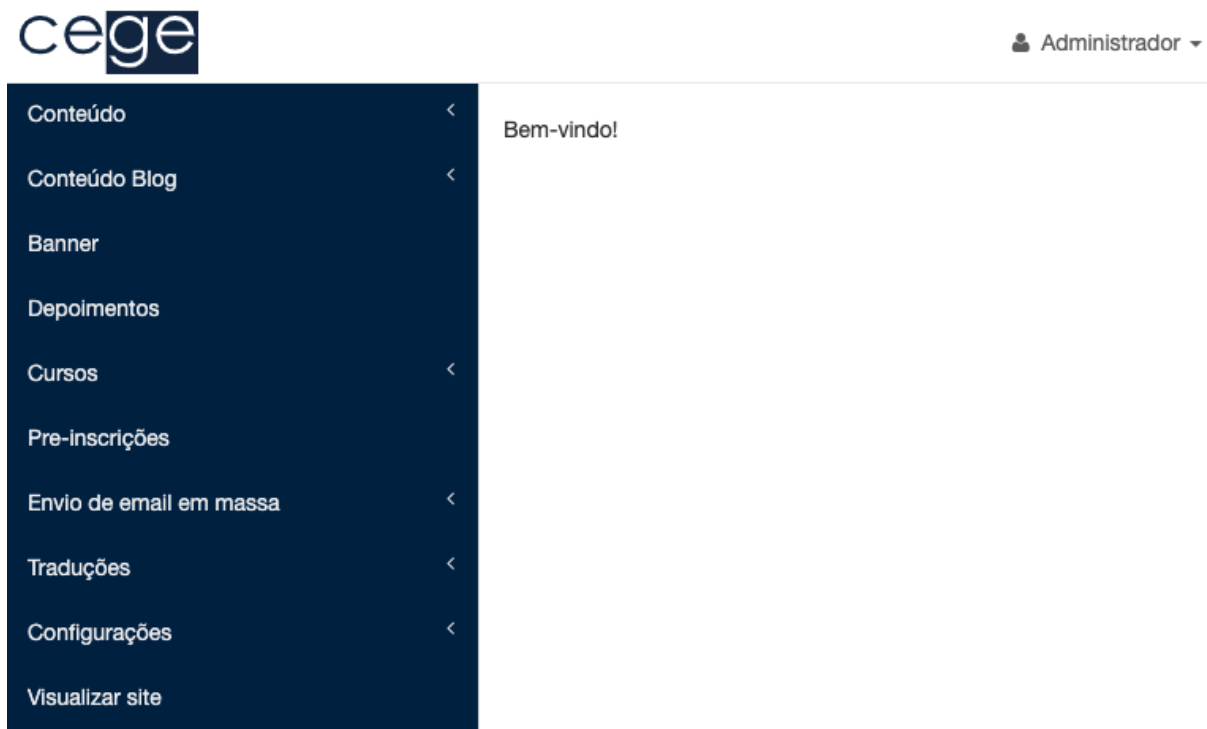 cege
Administrador
Conteúdo
Bem-vindo!
Conteúdo Blog
Banner
Depoimentos
Cursos
Pre-inscrições
Envio de email em massa
Traduções
Configurações
Visualizar site